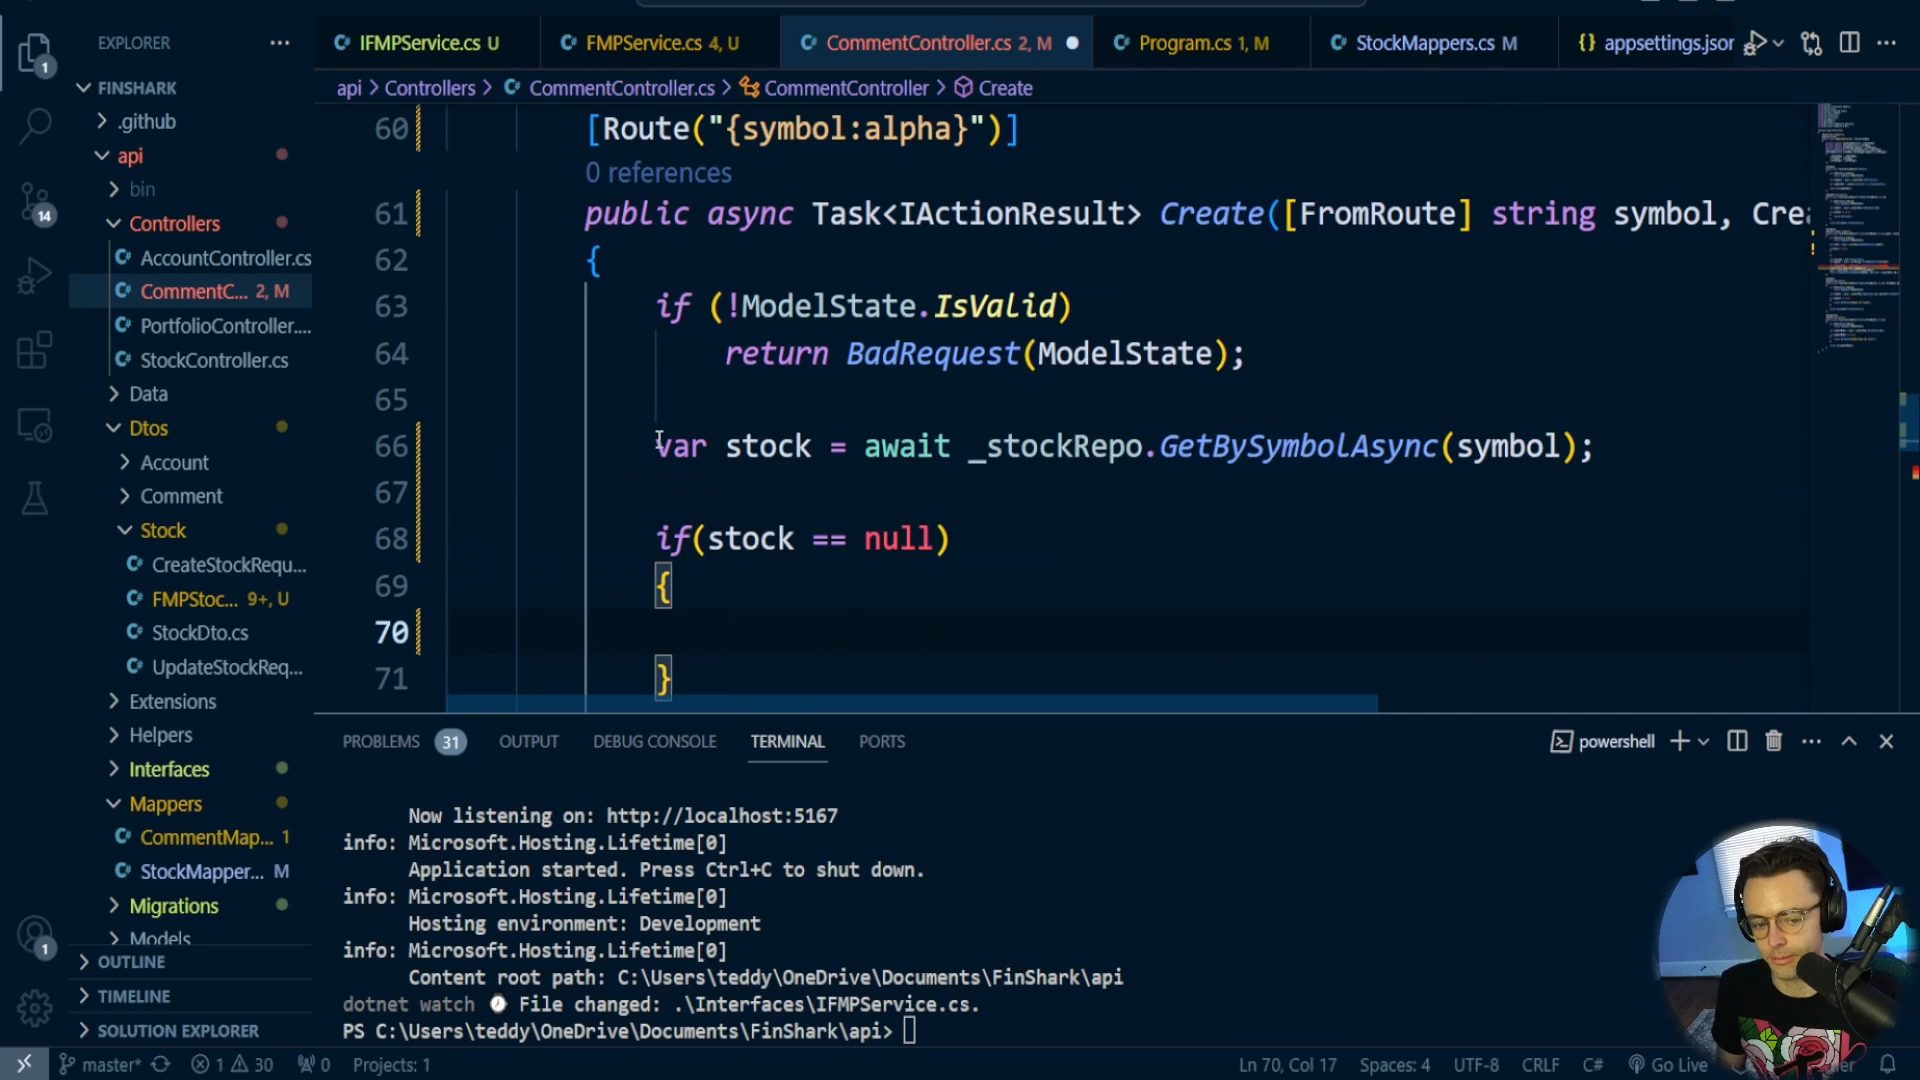 EXPLORER
IFMPService.cs U
FMPService.cs 4, U
CommentController.cs 2, M
Program.cs 1, M
StockMappers.cs M
{} appsettings.jsor
api > Controllers > CommentController.cs > CommentController > Create
1
14
1
FINSHARK
.github
api
bin
Controllers
AccountController.cs
CommentC... 2, M
PortfolioController....
StockController.cs
Data
Dtos
Account
Comment
Stock
CreateStockRequ...
FMPStoc... 9+, U
StockDto.cs
UpdateStockReq...
Extensions
Helpers
Interfaces
Mappers
CommentMap... 1
StockMapper... M
Migrations
Models
OUTLINE
TIMELINE
SOLUTION EXPLORER
60 [Route("{symbol:alpha}")]
0 references
61 public async Task<IActionResult> Create([FromRoute] string symbol, Crea
62 {
63 if (!ModelState.IsValid)
64 return BadRequest(ModelState);
65
66 var stock = await _stockRepo.GetBySymbolAsync(symbol);
67
68 if(stock == null)
69 {
70
71 }
PROBLEMS 31 OUTPUT DEBUG CONSOLE TERMINAL PORTS
powershell
Now listening on: http://localhost:5167
info: Microsoft.Hosting.Lifetime[0]
Application started. Press Ctrl+C to shut down.
info: Microsoft.Hosting.Lifetime[0]
Hosting environment: Development
info: Microsoft.Hosting.Lifetime[0]
Content root path: C:\Users\teddy\OneDrive\Documents\FinShark\api
dotnet watch ⌚ File changed: .\Interfaces\IFMPService.cs.
PS C:\Users\teddy\OneDrive\Documents\FinShark\api>
master* 1 30 0 Projects: 1
Ln 70, Col 17 Spaces: 4 UTF-8 CRLF C# Go Live